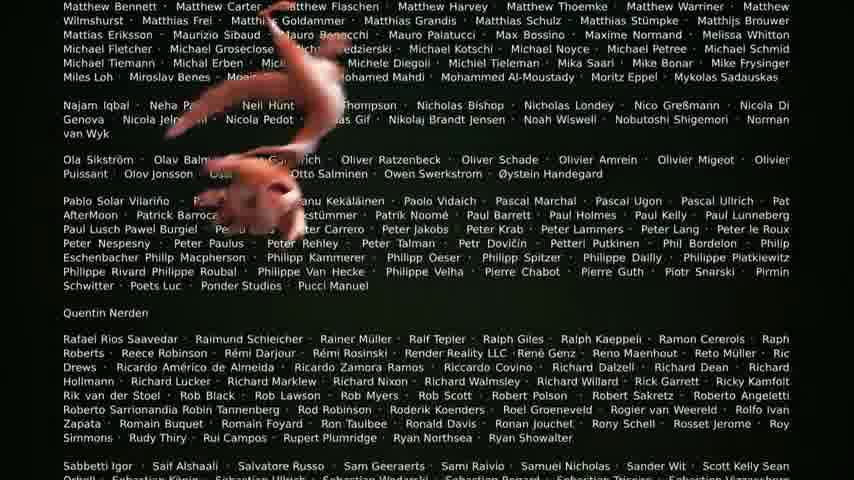 Matthew Bennett · Matthew Carter · Matthew Flaschen · Matthew Harvey · Matthew Thoemke · Matthew Warriner · Matthew
Wilmshurst · Matthias Frei · Matthias Goldammer · Matthias Grandis · Matthias Schulz · Matthias Stümpke · Matthijs Brouwer
Mattias Eriksson · Maurizio Sibaud · Mauro Bonecchi · Mauro Palatucci · Max Bossino · Maxime Normand · Melissa Whitton
Michael Fletcher · Michael Groseclose · Niedzierski · Michael Kotschi · Michael Noyce · Michael Petree · Michael Schmid
Michael Tiemann · Michal Erben · Michele Diegoli · Michiel Tieleman · Mika Saari · Mike Bonar · Mike Frysinger
Miles Loh · Miroslav Benes · Mohamed Mahdi · Mohammed Al-Moustady · Moritz Eppel · Mykolas Sadauskas
Najam Iqbal · Neha · Neil Hunt · Thompson · Nicholas Bishop · Nicholas Londey · Nico Greßmann · Nicola Di
Genova · Nicola · Nicola Pedot · Gif · Nikolaj Brandt Jensen · Noah Wiswell · Nobutoshi Shigemori · Norman
van Wyk
Ola Sikström · Olav · Oliver Ratzenbeck · Oliver Schade · Olivier Amrein · Olivier Migeot · Olivier
Puissant · Olov Jonsson · Otto Salminen · Owen Swerkstrom · Øystein Handegard
Pablo Solar Vilariño · Kekäläinen · Paolo Vidaich · Pascal Marchal · Pascal Ugon · Pascal Ullrich · Pat
AfterMoon · Patrick · Patrik Noomé · Paul Barrett · Paul Holmes · Paul Kelly · Paul Lunneberg
Paul Lusch Pawel Burgiel · Carrero · Peter Jakobs · Peter Krab · Peter Lammers · Peter Lang · Peter le Roux
Peter Nespesny · Peter Paulus · Peter Rehley · Peter Talman · Petr Dovičín · Petteri Putkinen · Phil Bordelon · Philip
Eschenbacher Philip Macpherson · Philipp Kammerer · Philipp Oeser · Philipp Spitzer · Philippe Dailly · Philippe Platkiewitz
Philippe Rivard Philippe Roubal · Philippe Van Hecke · Philippe Velha · Pierre Chabot · Pierre Guth · Piotr Snarski · Pirmin
Schwitter · Poets Luc · Ponder Studios · Pucci Manuel
Quentin Nerden
Rafael Rios Saavedar · Raimund Schleicher · Rainer Müller · Ralf Tepler · Ralph Giles · Ralph Kaeppeli · Ramon Cererols · Raph
Roberts · Reece Robinson · Rémi Darjour · Rémi Rosinski · Render Reality LLC · René Genz · Reno Maenhout · Reto Müller · Ric
Drews · Ricardo Américo de Almeida · Ricardo Zamora Ramos · Riccardo Covino · Richard Dalzell · Richard Dean · Richard
Hollmann · Richard Lucker · Richard Marklew · Richard Nixon · Richard Walmsley · Richard Willard · Rick Garrett · Ricky Kamfolt
Rik van der Stoel · Rob Black · Rob Lawson · Rob Myers · Rob Scott · Robert Polson · Robert Sakretz · Roberto Angeletti
Roberto Sarrionandia Robin Tannenberg · Rod Robinson · Roderik Koenders · Roel Groeneveld · Rogier van Weereld · Rolfo Ivan
Zapata · Romain Buquet · Romain Foyard · Ron Taulbee · Ronald Davis · Ronan Jouchet · Rony Schell · Rosset Jerome · Roy
Simmons · Rudy Thiry · Rui Campos · Rupert Plumridge · Ryan Northsea · Ryan Showalter
Sabbetti Igor · Saif Alshaali · Salvatore Russo · Sam Geeraerts · Sami Raivio · Samuel Nicholas · Sander Wit · Scott Kelly Sean